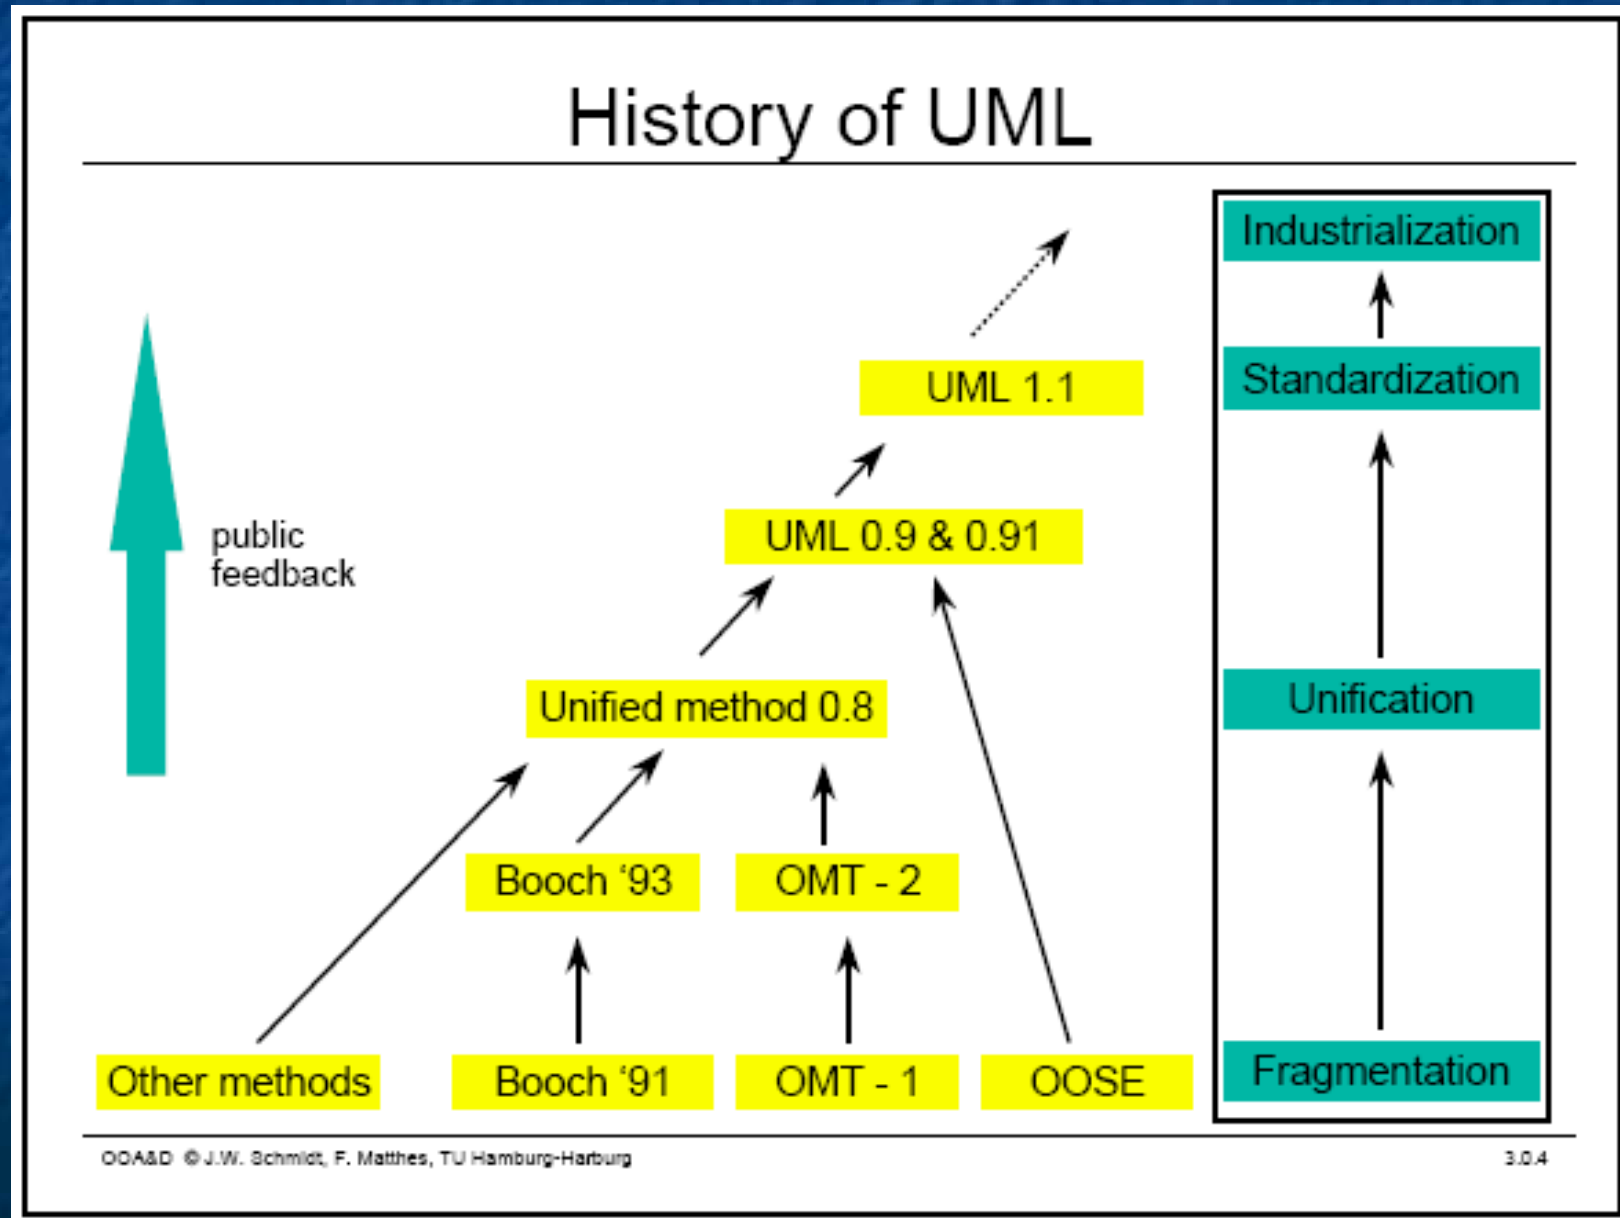 History of UML
Industrialization
UML 1.1
Standardization
public
feedback
UML 0.9 & 0.91
Unified method 0.8
Unification
Booch ‘93
OMT - 2
Other methods
Booch ‘91
OMT - 1
OOSE
Fragmentation
OOA&D © J.W. Schmidt, F. Matthes, TU Hamburg-Harburg
3.0.4